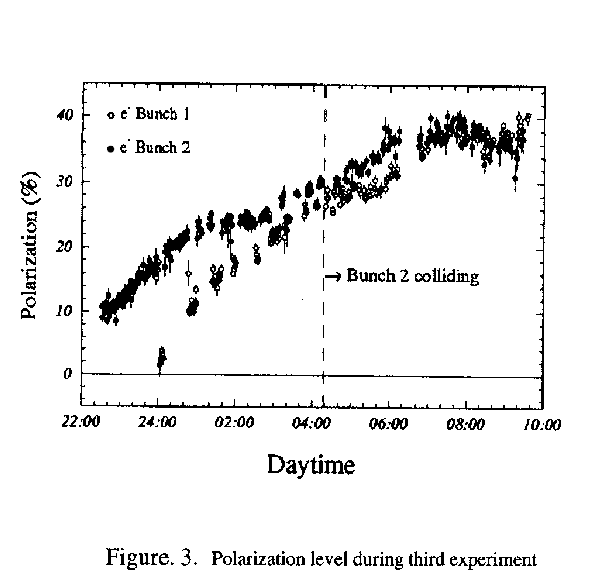 40
30
20
10
0
Polarization (%)
e⁻ Bunch 1
e⁻ Bunch 2
→ Bunch 2 colliding
22:00 24:00 02:00 04:00 06:00 08:00 10:00
Daytime
Figure. 3. Polarization level during third experiment